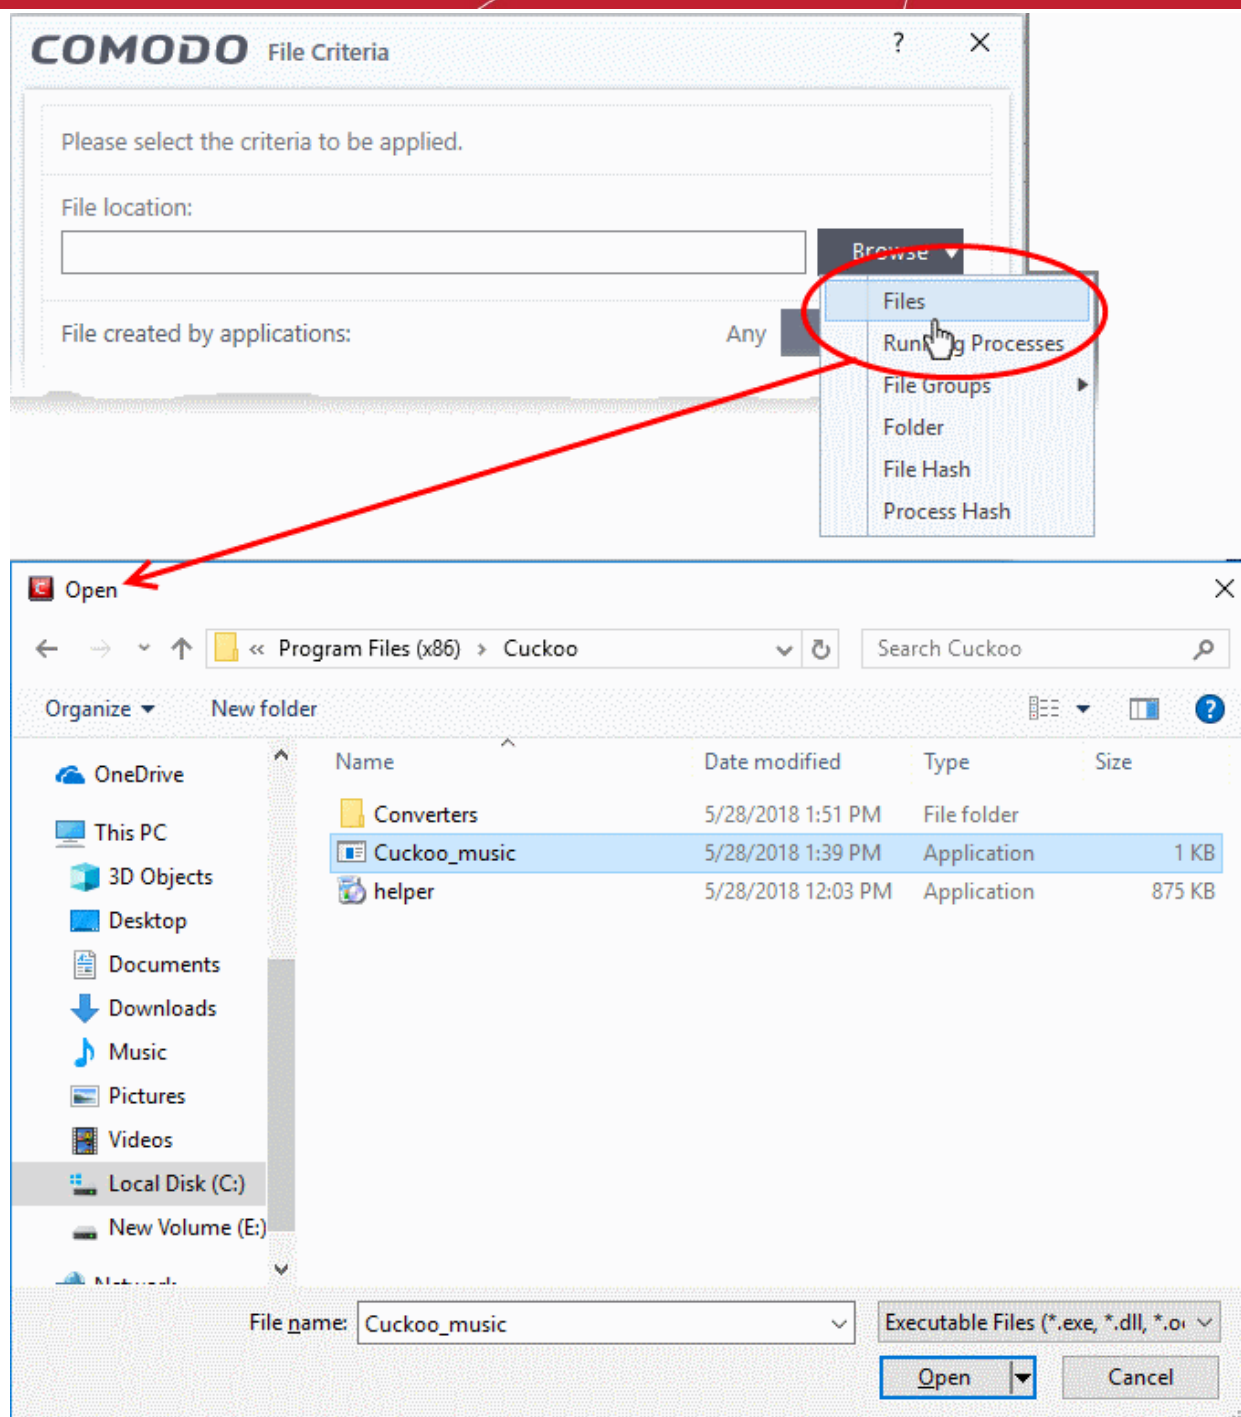 COMODO File Criteria ?
Please select the criteria to be applied.
File location:
Browse
Files
File created by applications: Any
Running Processes
File Groups
Folder
File Hash
Process Hash
Open
« Program Files (x86) › Cuckoo
Search Cuckoo
Organize New folder ?
Name Date modified Type Size
OneDrive
This PC
3D Objects
Desktop
Documents
Downloads
Music
Pictures
Videos
Local Disk (C:)
New Volume (E:)
Network
Converters 5/28/2018 1:51 PM File folder
Cuckoo_music 5/28/2018 1:39 PM Application 1 KB
helper 5/28/2018 12:03 PM Application 875 KB
File name: Cuckoo_music
Executable Files (*.exe, *.dll, *.o
Open Cancel